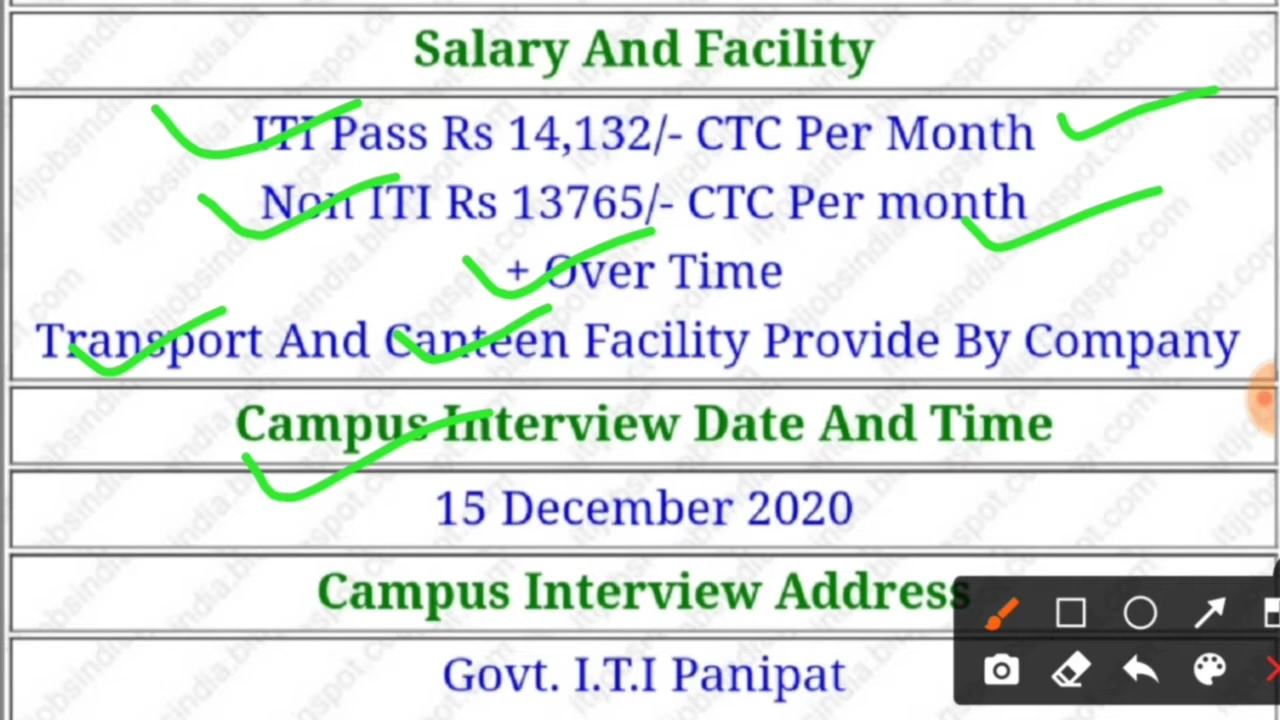 Salary And Facility
ITI Pass Rs 14,132/- CTC Per Month
Non ITI Rs 13765/- CTC Per month
+ Over Time
Transport And Canteen Facility Provide By Company
Campus Interview Date And Time
15 December 2020
Campus Interview Address
Govt. I.T.I Panipat